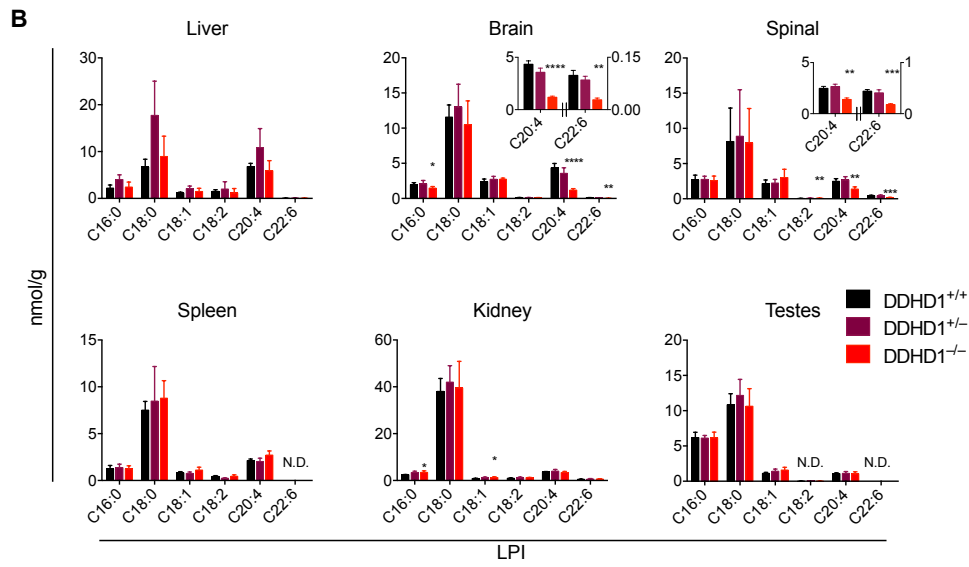 B
Liver
Brain
Spinal
30
20
10
0
C16:0
C18:0
C18:1
C18:2
C20:4
C22:6
20
15
10
5
0
*
****
**
C16:0
C18:0
C18:1
C18:2
C20:4
C22:6
5
0
0.15
0.00
****
**
C20:4
C22:6
20
15
10
5
0
**
**
***
C16:0
C18:0
C18:1
C18:2
C20:4
C22:6
5
0
1
0
**
***
C20:4
C22:6
nmol/g
Spleen
Kidney
Testes
15
10
5
0
N.D.
C16:0
C18:0
C18:1
C18:2
C20:4
C22:6
60
40
20
0
*
*
C16:0
C18:0
C18:1
C18:2
C20:4
C22:6
20
15
10
5
0
N.D.
N.D.
C16:0
C18:0
C18:1
C18:2
C20:4
C22:6
DDHD1+/+
DDHD1+/–
DDHD1–/–
LPI